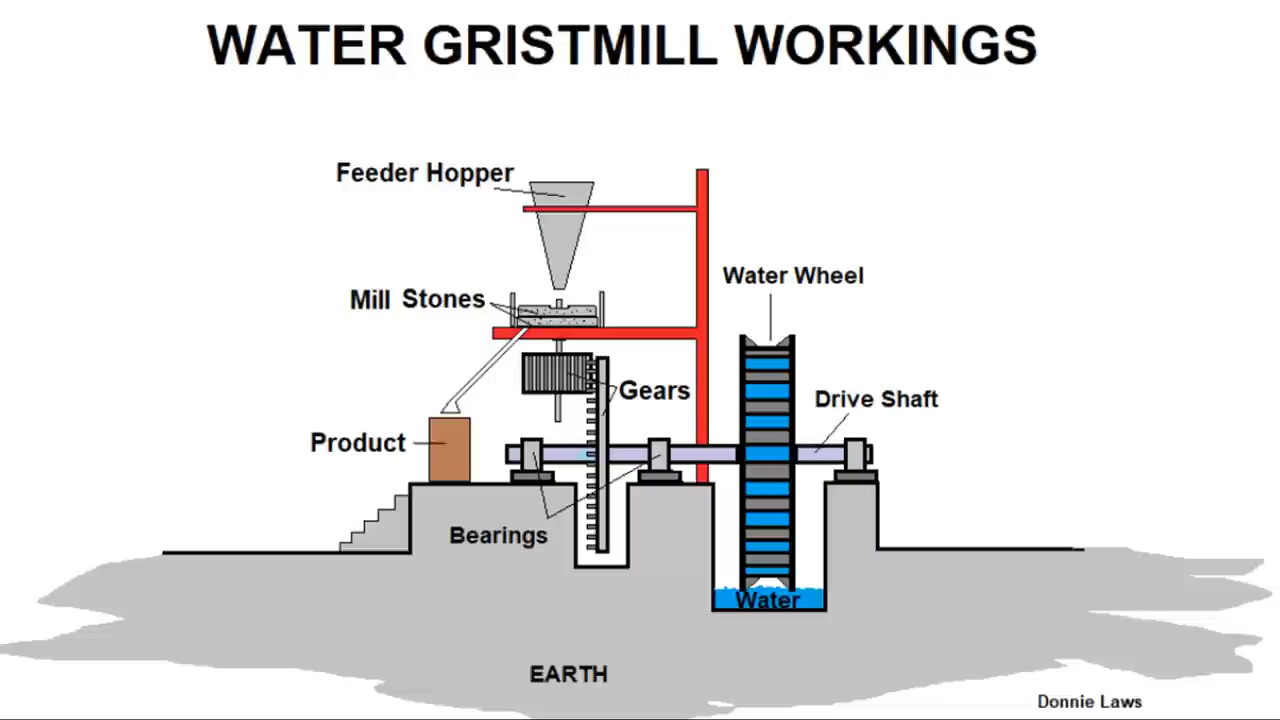 WATER GRISTMILL WORKINGS
Feeder Hopper
Water Wheel
Mill Stones
Gears
Drive Shaft
Product
Bearings
Water
EARTH
Donnie Laws